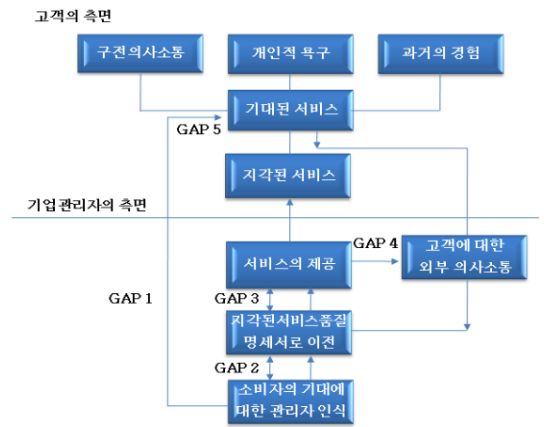 고객의 측면
구전의사소통
개인적 욕구
과거의 경험
기대된 서비스
GAP 5
지각된 서비스
기업관리자의 측면
서비스의 제공
GAP 4
고객에 대한
외부 의사소통
GAP 1
GAP 3
지각된서비스품질
명세서로 이전
GAP 2
소비자의 기대에
대한 관리자 인식